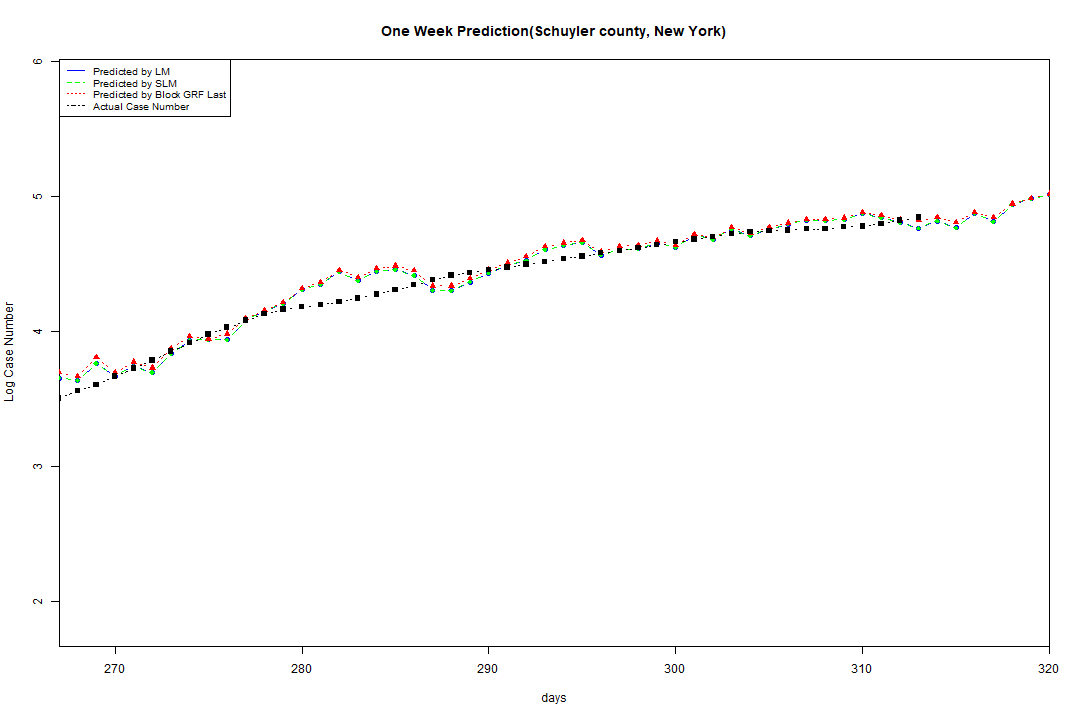 One Week Prediction(Schuyler county, New York)
Predicted by LM
Predicted by SLM
Predicted by Block GRF Last
Actual Case Number
6
5
4
3
2
Log Case Number
270 280 290 300 310 320
days